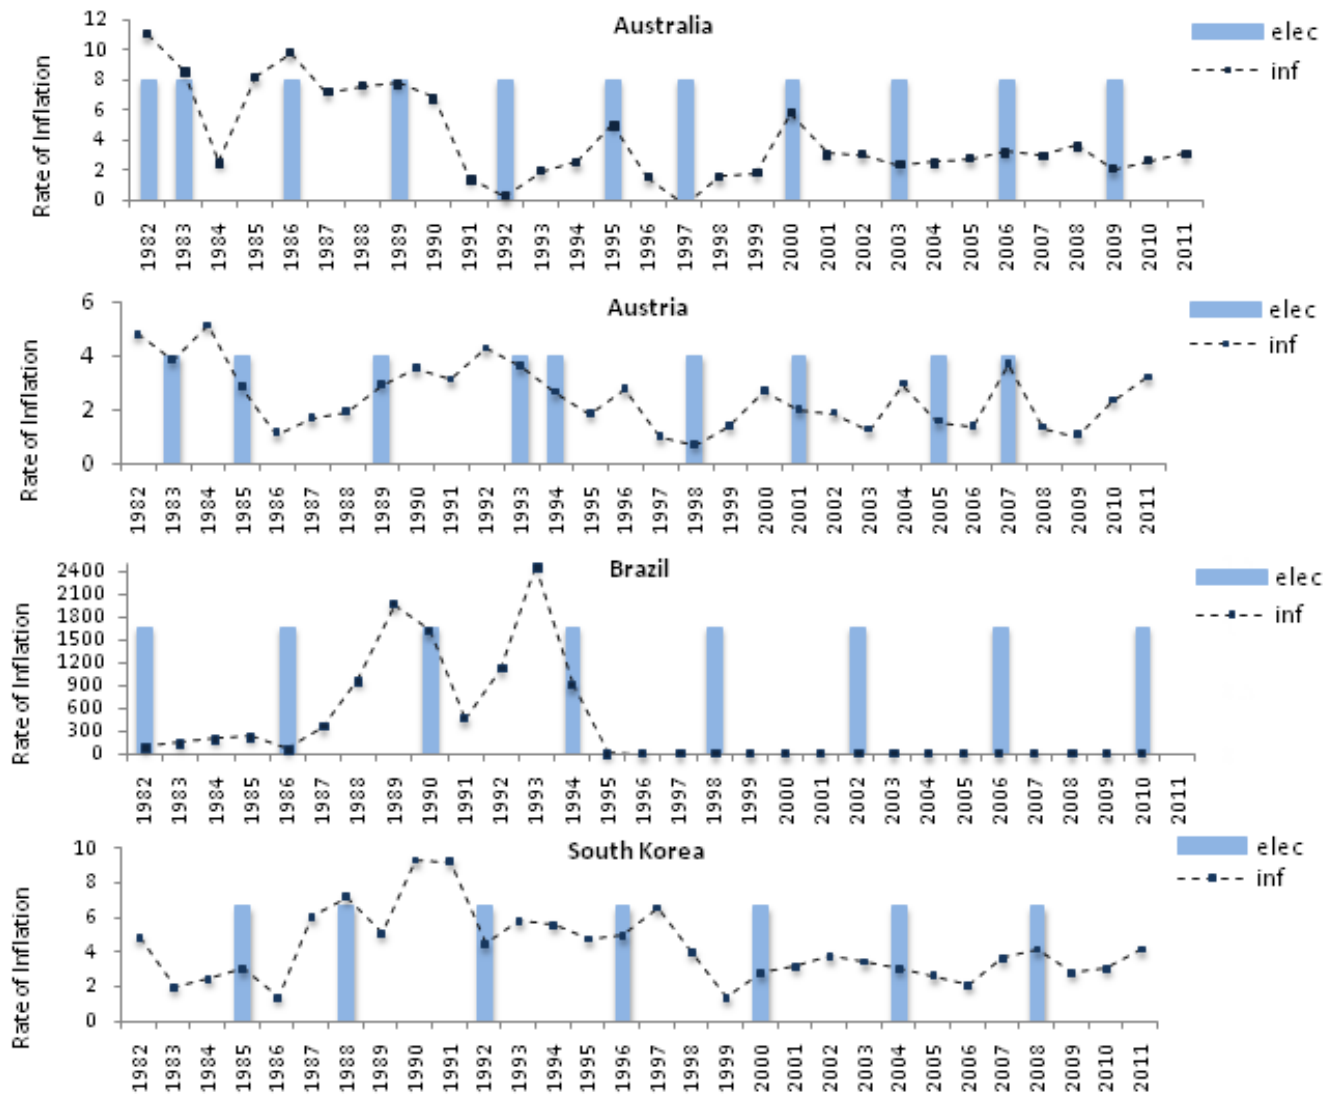 Australia
elec
inf
Rate of Inflation
12
10
8
6
4
2
0
1982 1983 1984 1985 1986 1987 1988 1989 1990 1991 1992 1993 1994 1995 1996 1997 1998 1999 2000 2001 2002 2003 2004 2005 2006 2007 2008 2009 2010 2011
Austria
elec
inf
Rate of Inflation
6
4
2
0
1982 1983 1984 1985 1986 1987 1988 1989 1990 1991 1992 1993 1994 1995 1996 1997 1998 1999 2000 2001 2002 2003 2004 2005 2006 2007 2008 2009 2010 2011
Brazil
elec
inf
Rate of Inflation
2400
2100
1800
1500
1200
900
600
300
0
1982 1983 1984 1985 1986 1987 1988 1989 1990 1991 1992 1993 1994 1995 1996 1997 1998 1999 2000 2001 2002 2003 2004 2005 2006 2007 2008 2009 2010 2011
South Korea
elec
inf
Rate of Inflation
10
8
6
4
2
0
1982 1983 1984 1985 1986 1987 1988 1989 1990 1991 1992 1993 1994 1995 1996 1997 1998 1999 2000 2001 2002 2003 2004 2005 2006 2007 2008 2009 2010 2011